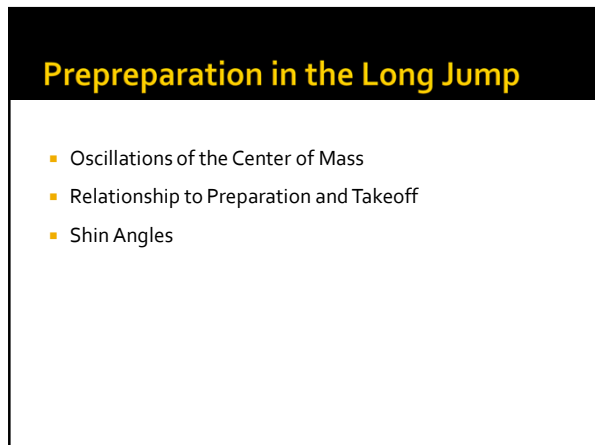 Prepreparation in the Long Jump
Oscillations of the Center of Mass
Relationship to Preparation and Takeoff
Shin Angles